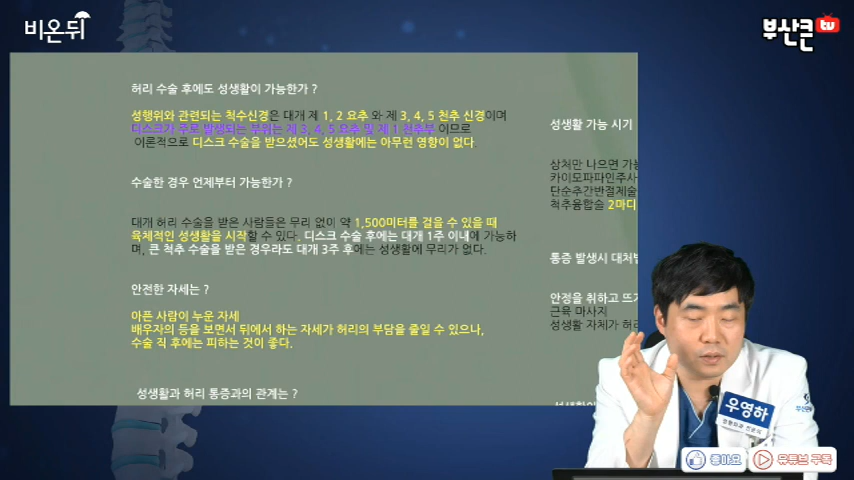 비온뒤
부산큰 tv
허리 수술 후에도 성생활이 가능한가 ?
성행위와 관련되는 척수신경은 대개 제 1, 2 요추 와 제 3, 4, 5 천추 신경이며
디스크가 주로 발생되는 부위는 제 3, 4, 5 요추 및 제 1 천추부 이므로
이론적으로 디스크 수술을 받으셨어도 성생활에는 아무런 영향이 없다.
수술한 경우 언제부터 가능한가 ?
대개 허리 수술을 받은 사람들은 무리 없이 약 1,500미터를 걸을 수 있을 때
육체적인 성생활을 시작할 수 있다. 디스크 수술 후에는 대개 1주 이내에 가능하
며, 큰 척추 수술을 받은 경우라도 대개 3주 후에는 성생활에 무리가 없다.
안전한 자세는 ?
아픈 사람이 누운 자세
배우자의 등을 보면서 뒤에서 하는 자세가 허리의 부담을 줄일 수 있으나,
수술 직 후에는 피하는 것이 좋다.
성생활과 허리 통증과의 관계는 ?
성생활 가능 시기
상처만 나으면 가능
카이모파파인주사
단순추간반절제술
척추융합술 2마디
통증 발생시 대처법
안정을 취하고 뜨거
근육 마사지
성생활 자체가 허리
우영하
정형외과 전문의
좋아요
유튜브 구독